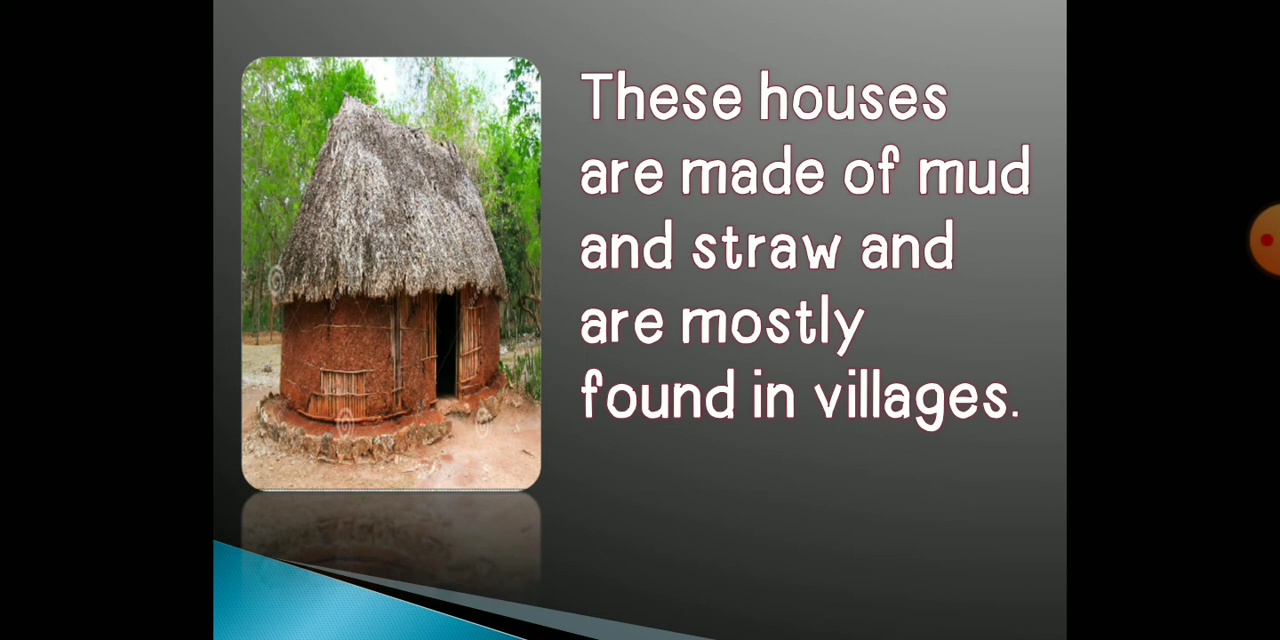 These houses
are made of mud
and straw and
are mostly
found in villages.